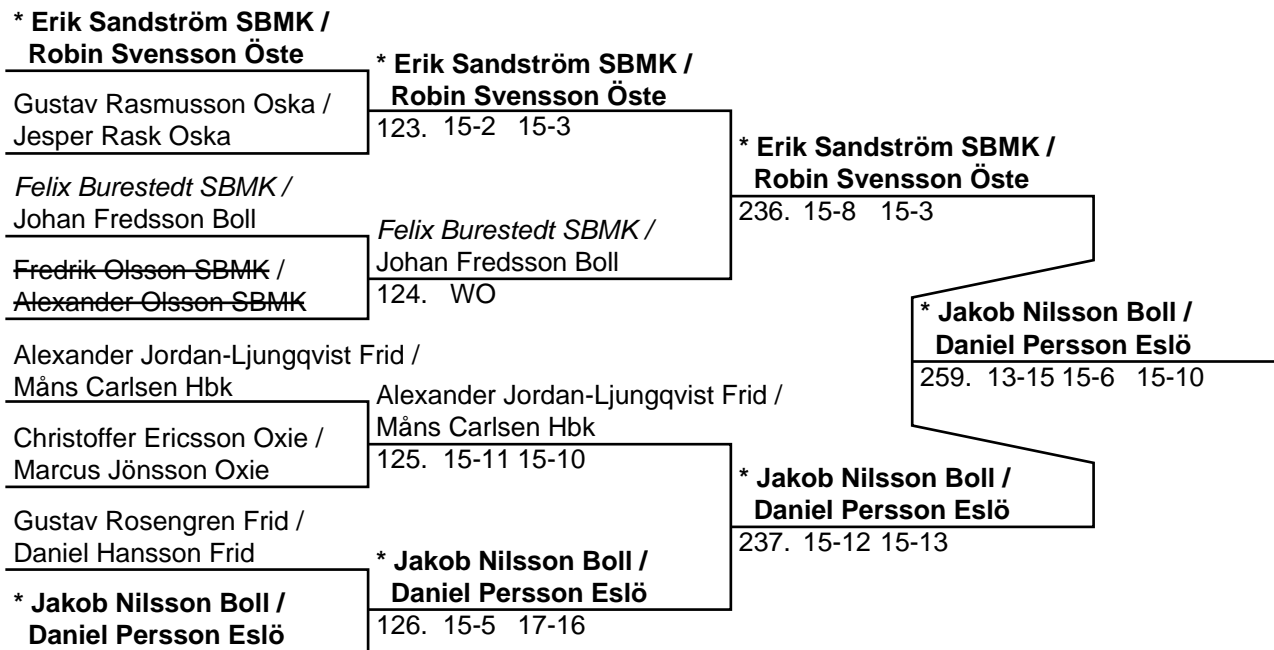 * Erik Sandström SBMK /
Robin Svensson Öste
Gustav Rasmusson Oska /
Jesper Rask Oska
Felix Burestedt SBMK /
Johan Fredsson Boll
Fredrik Olsson SBMK /
Alexander Olsson SBMK
Alexander Jordan-Ljungqvist Frid /
Måns Carlsen Hbk
Christoffer Ericsson Oxie /
Marcus Jönsson Oxie
Gustav Rosengren Frid /
Daniel Hansson Frid
* Jakob Nilsson Boll /
Daniel Persson Eslö
* Erik Sandström SBMK /
Robin Svensson Öste
123. 15-2 15-3
Felix Burestedt SBMK /
Johan Fredsson Boll
124. WO
Alexander Jordan-Ljungqvist Frid /
Måns Carlsen Hbk
125. 15-11 15-10
* Jakob Nilsson Boll /
Daniel Persson Eslö
126. 15-5 17-16
* Erik Sandström SBMK /
Robin Svensson Öste
236. 15-8 15-3
* Jakob Nilsson Boll /
Daniel Persson Eslö
237. 15-12 15-13
* Jakob Nilsson Boll /
Daniel Persson Eslö
259. 13-15 15-6 15-10